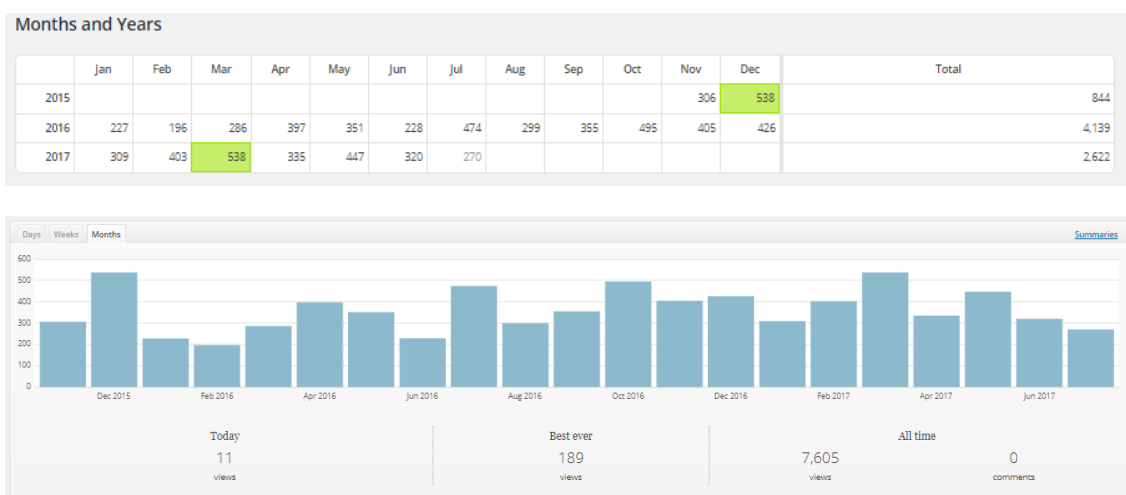 Months and Years
Jan Feb Mar Apr May Jun Jul Aug Sep Oct Nov Dec Total
2015 306 538 844
2016 227 196 286 397 351 228 474 299 355 495 405 426 4,139
2017 309 403 538 335 447 320 270 2,622
Days Weeks Months Summaries
600
500
400
300
200
100
0
Dec 2015 Feb 2016 Apr 2016 Jun 2016 Aug 2016 Oct 2016 Dec 2016 Feb 2017 Apr 2017 Jun 2017
Today Best ever All time
11 189 7,605 0
views views views comments